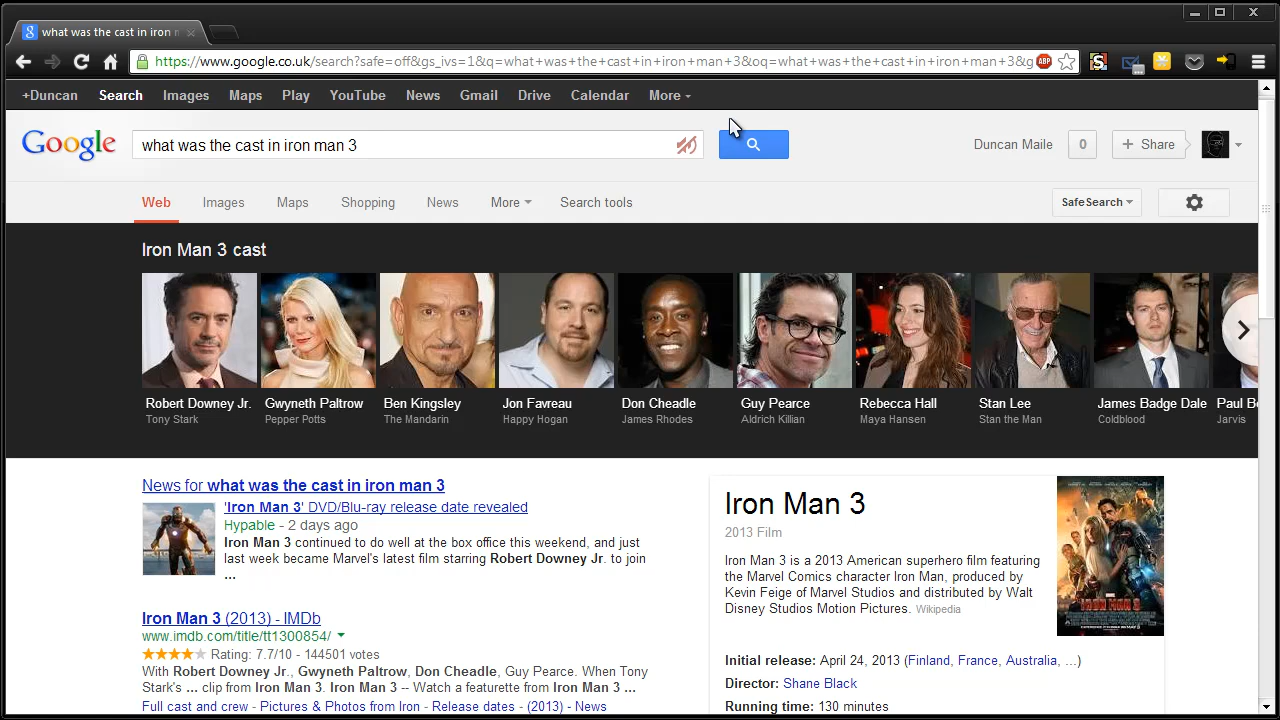 what was the cast in iron m
https://www.google.co.uk/search?safe=off&gs_ivs=1&q=what+was+the+cast+in+iron+man+3&oq=what+was+the+cast+in+iron+man+3&g
ABP
+Duncan Search Images Maps Play YouTube News Gmail Drive Calendar More
Google what was the cast in iron man 3 Duncan Maile 0 + Share
Web Images Maps Shopping News More Search tools SafeSearch
Iron Man 3 cast
Robert Downey Jr. Gwyneth Paltrow Ben Kingsley Jon Favreau Don Cheadle Guy Pearce Rebecca Hall Stan Lee James Badge Dale Paul Be
Tony Stark Pepper Potts The Mandarin Happy Hogan James Rhodes Aldrich Killian Maya Hansen Stan the Man Coldblood Jarvis
News for what was the cast in iron man 3
'Iron Man 3' DVD/Blu-ray release date revealed
Hypable - 2 days ago
Iron Man 3 continued to do well at the box office this weekend, and just
last week became Marvel's latest film starring Robert Downey Jr. to join
...
Iron Man 3 (2013) - IMDb
www.imdb.com/title/tt1300854/
Rating: 7.7/10 - 144501 votes
With Robert Downey Jr., Gwyneth Paltrow, Don Cheadle, Guy Pearce. When Tony
Stark's ... clip from Iron Man 3. Iron Man 3 -- Watch a featurette from Iron Man 3 ...
Full cast and crew - Pictures & Photos from Iron - Release dates - (2013) - News
Iron Man 3
2013 Film
Iron Man 3 is a 2013 American superhero film featuring
the Marvel Comics character Iron Man, produced by
Kevin Feige of Marvel Studios and distributed by Walt
Disney Studios Motion Pictures. Wikipedia
IRON MAN 3
Initial release: April 24, 2013 (Finland, France, Australia, ...)
Director: Shane Black
Running time: 130 minutes